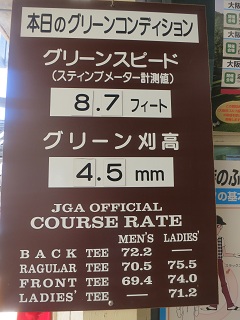 本日のグリーンコンディション
グリーンスピード
(スティンプメーター計測値)
8.7 フィート
グリーン刈高
4.5 mm
JGA OFFICIAL
COURSE RATE
MEN'S LADIES'
BACK TEE 72.2 —
RAGULAR TEE 70.5 75.5
FRONT TEE 69.4 74.0
LADIES' TEE — 71.2